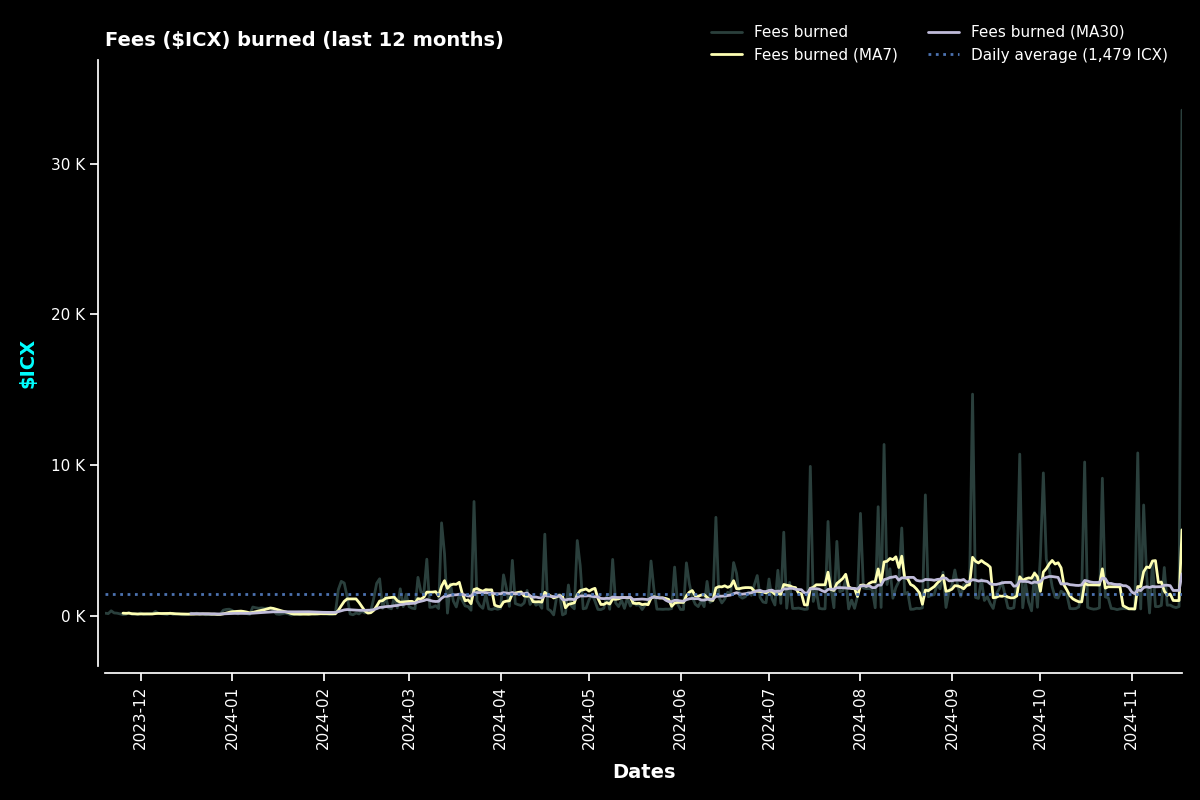 Fees ($ICX) burned (last 12 months)
Fees burned
Fees burned (MA7)
Fees burned (MA30)
Daily average (1,479 ICX)
30 K
20 K
10 K
0 K
$ICX
2023-12
2024-01
2024-02
2024-03
2024-04
2024-05
2024-06
2024-07
2024-08
2024-09
2024-10
2024-11
Dates